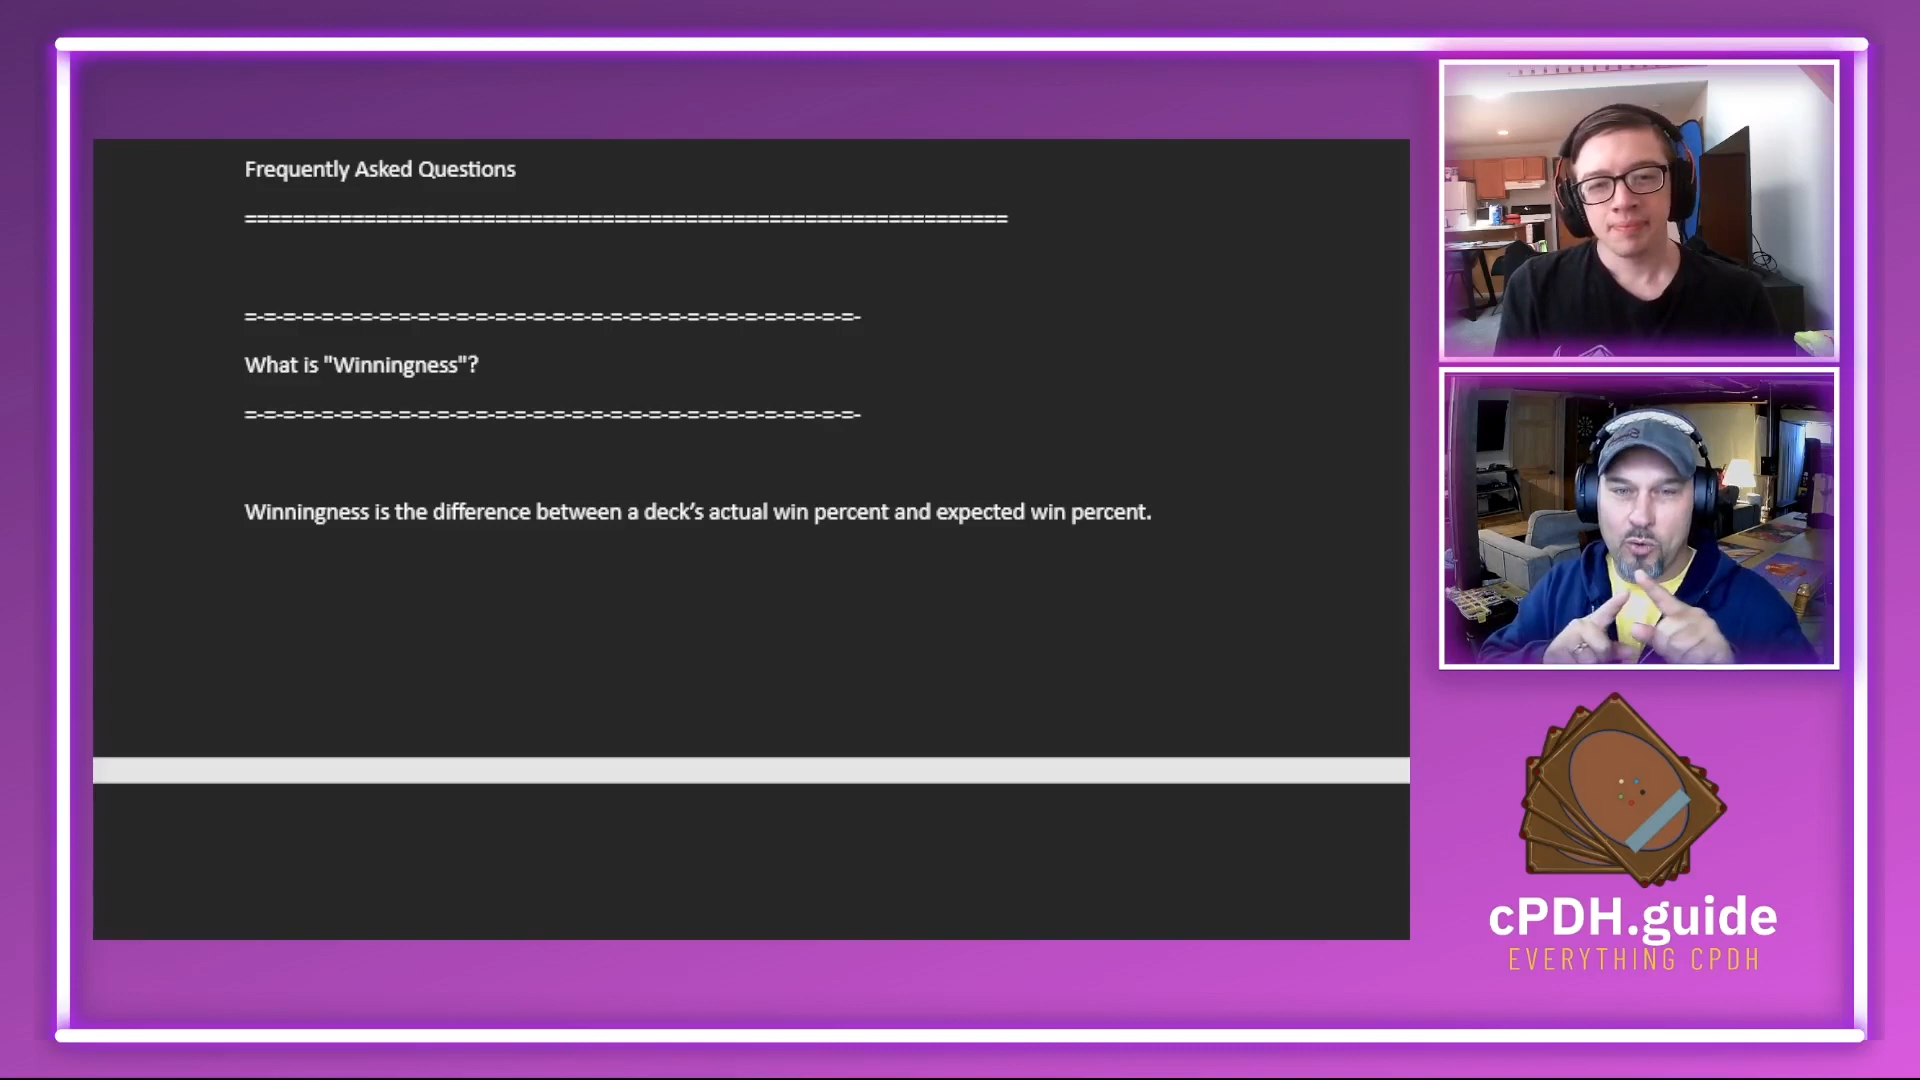 Frequently Asked Questions
===============================================================
=-=-=-=-=-=-=-=-=-=-=-=-=-=-=-=-=-=-=-=-=-=-=-=-=-=-=-=-=-=-=-=-
What is "Winningness"?
=-=-=-=-=-=-=-=-=-=-=-=-=-=-=-=-=-=-=-=-=-=-=-=-=-=-=-=-=-=-=-=-
Winningness is the difference between a deck’s actual win percent and expected win percent.
cPDH.guide
EVERYTHING CPDH